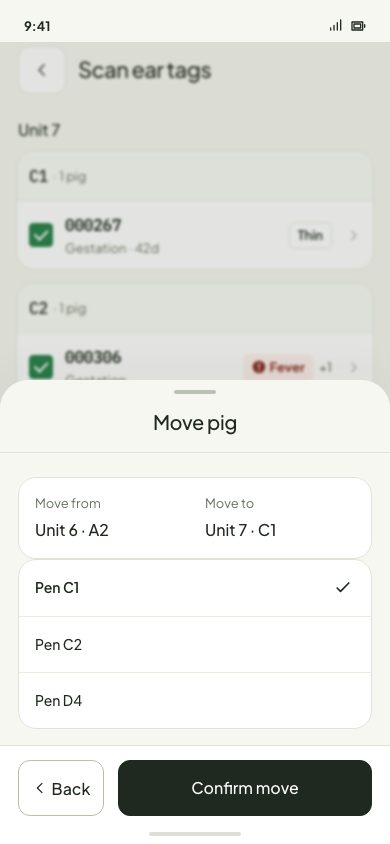 9:41
Scan ear tags
Unit 7
C1 · 1 pig
000267
Thin
Gestation · 42d
C2 · 1 pig
000306
Fever +1
Gestation
Move pig
Move from
Move to
Unit 6 · A2
Unit 7 · C1
Pen C1
Pen C2
Pen D4
Back
Confirm move